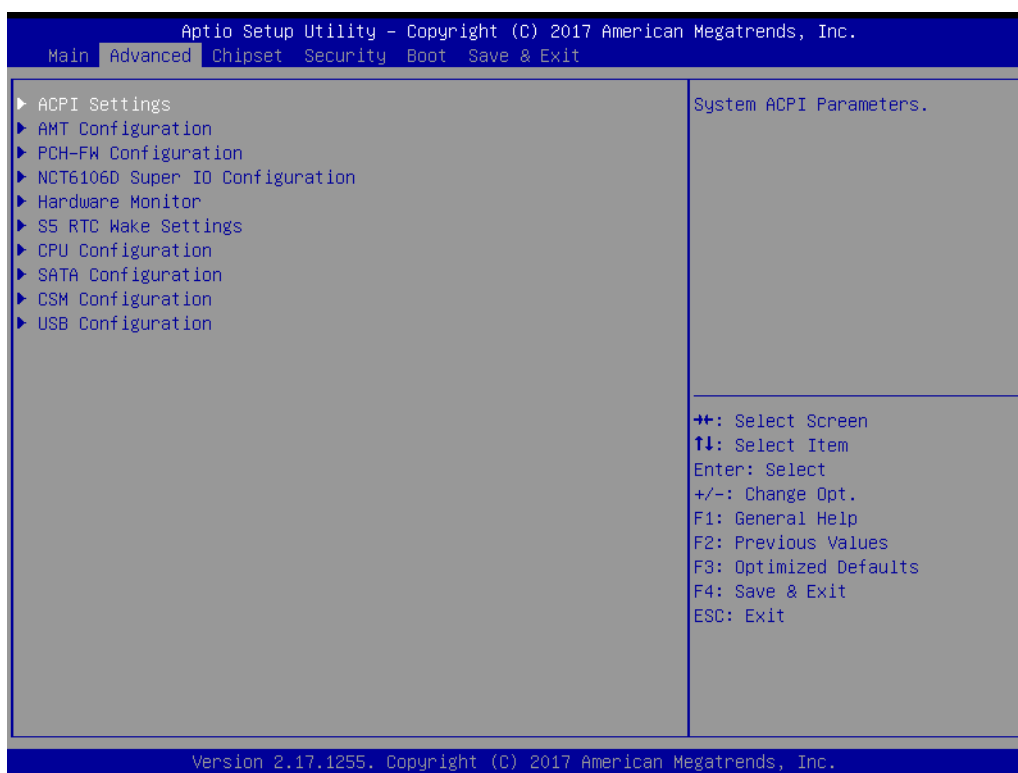 Aptio Setup Utility – Copyright (C) 2017 American Megatrends, Inc.
Main Advanced Chipset Security Boot Save & Exit
▶ ACPI Settings
▶ AMT Configuration
▶ PCH-FW Configuration
▶ NCT6106D Super IO Configuration
▶ Hardware Monitor
▶ S5 RTC Wake Settings
▶ CPU Configuration
▶ SATA Configuration
▶ CSM Configuration
▶ USB Configuration
System ACPI Parameters.
→←: Select Screen
↑↓: Select Item
Enter: Select
+/-: Change Opt.
F1: General Help
F2: Previous Values
F3: Optimized Defaults
F4: Save & Exit
ESC: Exit
Version 2.17.1255. Copyright (C) 2017 American Megatrends, Inc.